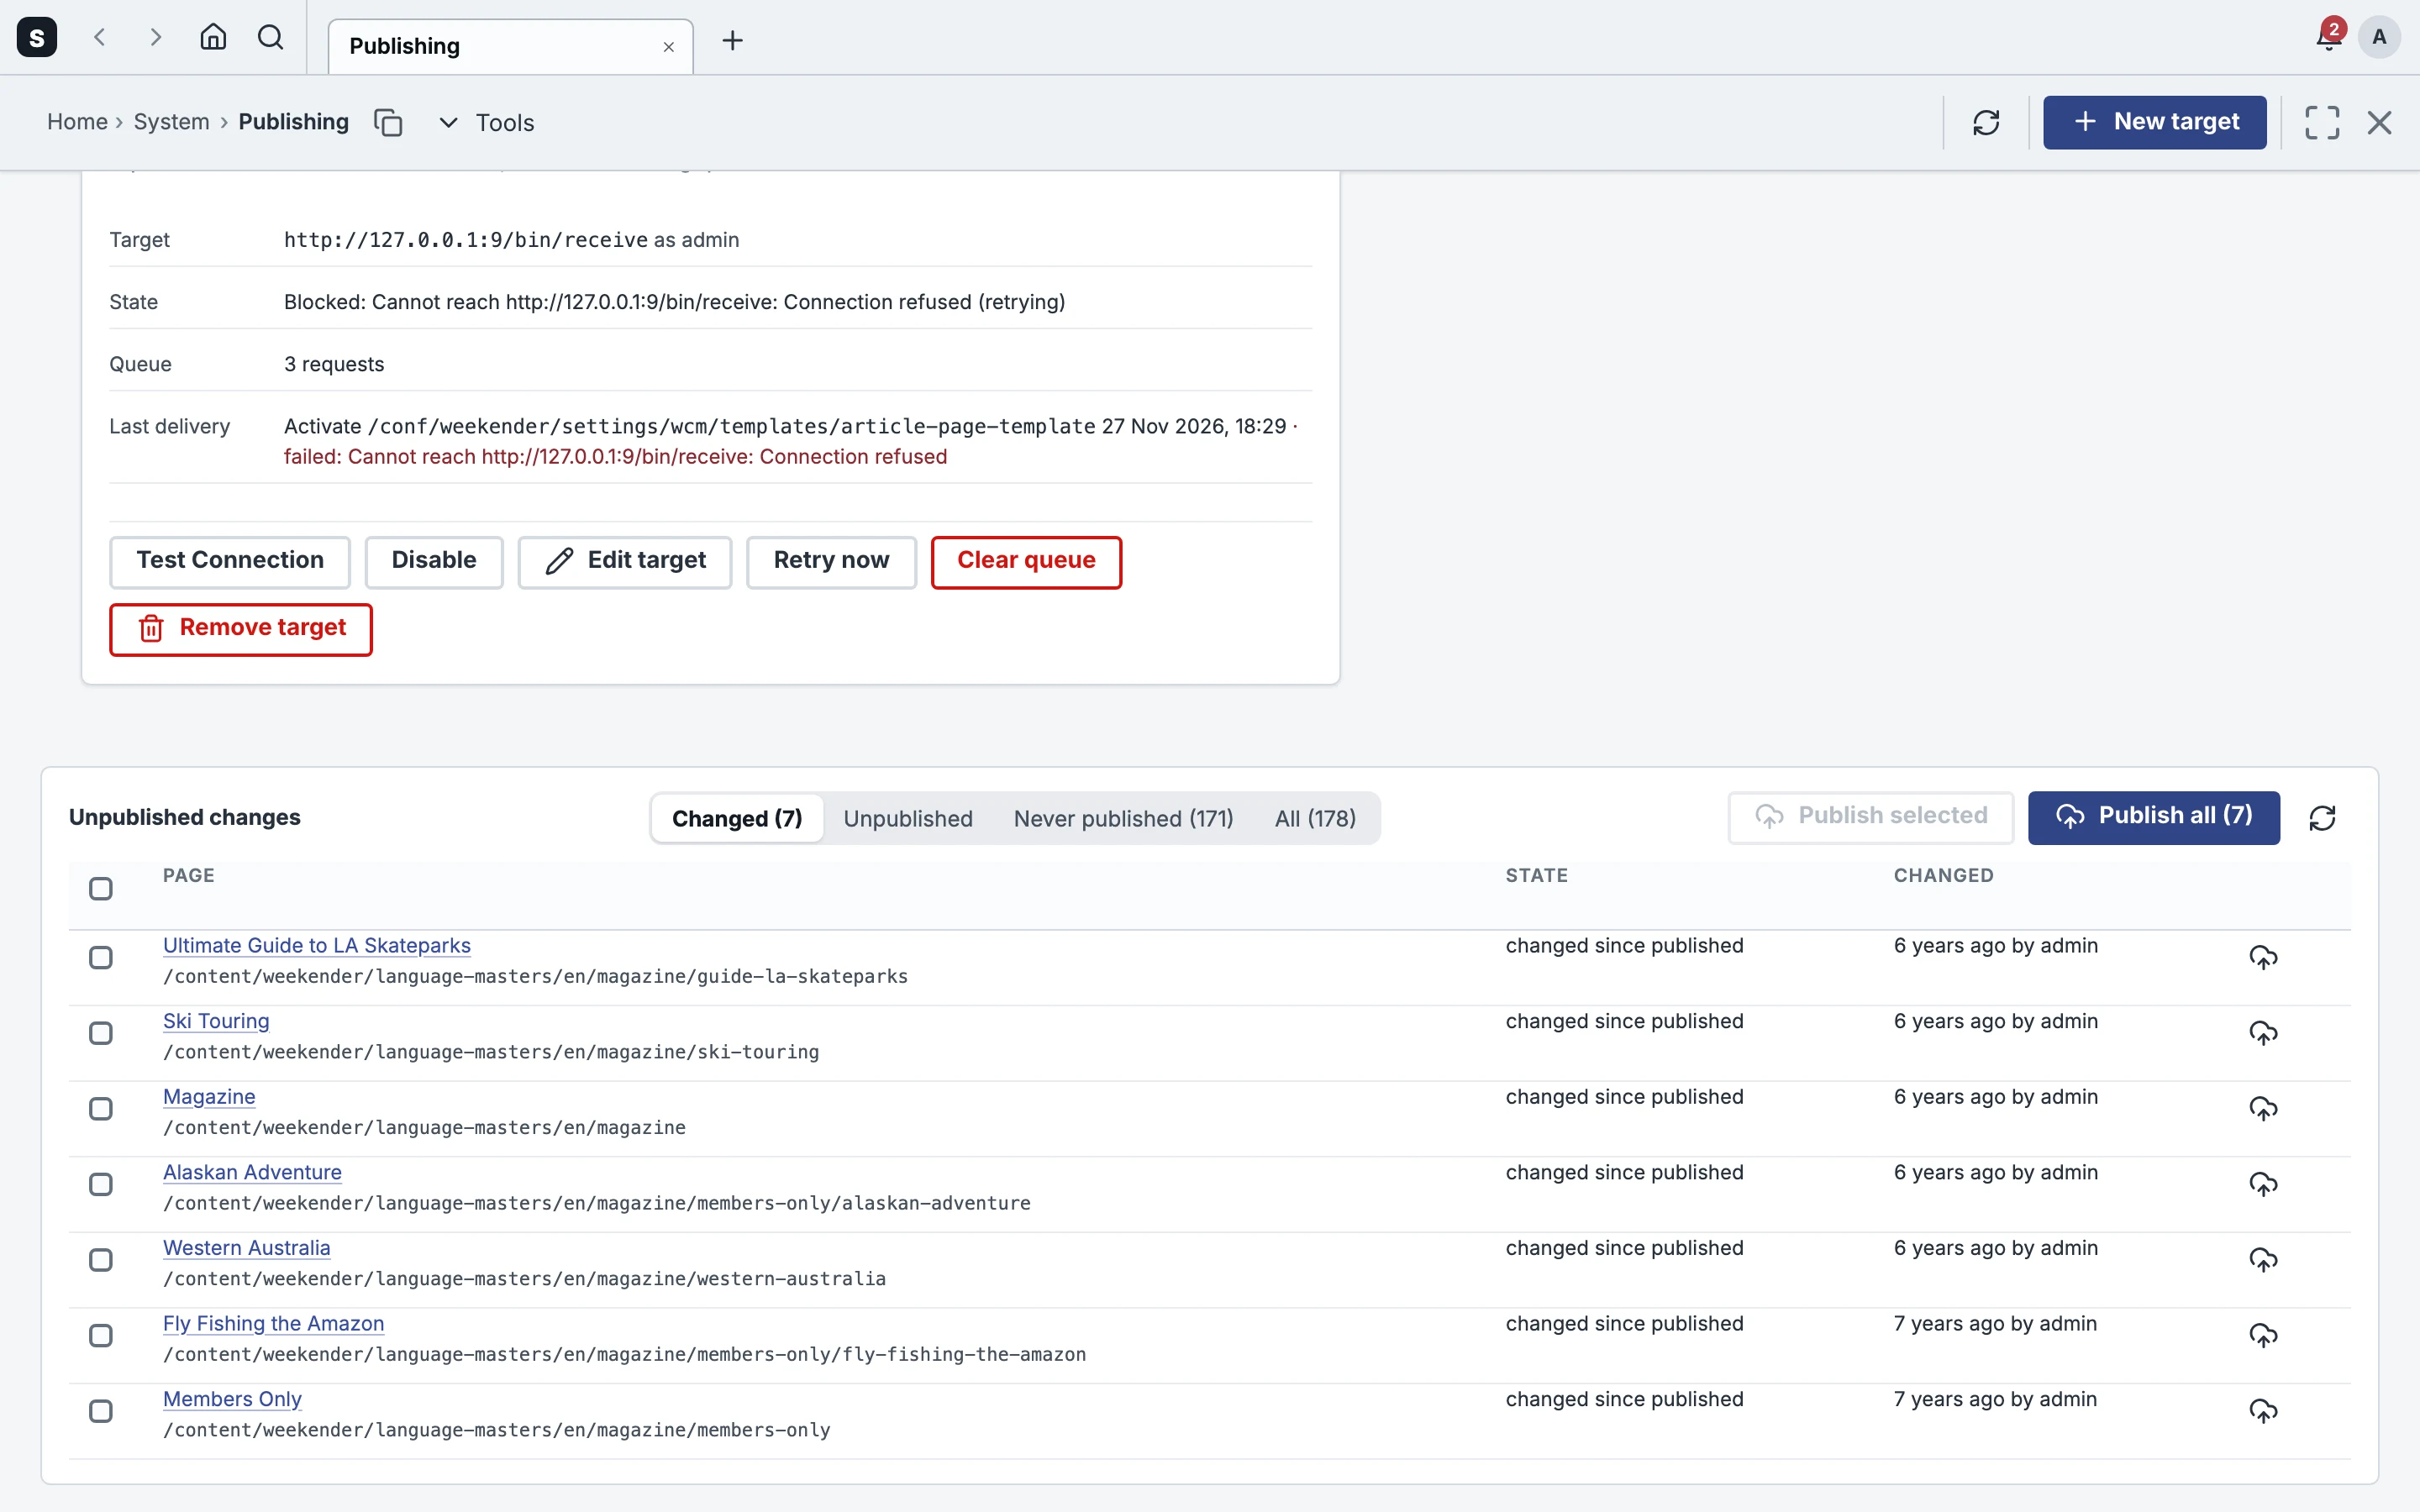 S
Publishing
2
A
Home › System › Publishing
Tools
New target
Target http://127.0.0.1:9/bin/receive as admin
State Blocked: Cannot reach http://127.0.0.1:9/bin/receive: Connection refused (retrying)
Queue 3 requests
Last delivery Activate /conf/weekender/settings/wcm/templates/article-page-template 27 Nov 2026, 18:29 ·
failed: Cannot reach http://127.0.0.1:9/bin/receive: Connection refused
Test Connection Disable Edit target Retry now Clear queue
Remove target
Unpublished changes Changed (7) Unpublished Never published (171) All (178) Publish selected Publish all (7)
PAGE STATE CHANGED
Ultimate Guide to LA Skateparks changed since published 6 years ago by admin
/content/weekender/language-masters/en/magazine/guide-la-skateparks
Ski Touring changed since published 6 years ago by admin
/content/weekender/language-masters/en/magazine/ski-touring
Magazine changed since published 6 years ago by admin
/content/weekender/language-masters/en/magazine
Alaskan Adventure changed since published 6 years ago by admin
/content/weekender/language-masters/en/magazine/members-only/alaskan-adventure
Western Australia changed since published 6 years ago by admin
/content/weekender/language-masters/en/magazine/western-australia
Fly Fishing the Amazon changed since published 7 years ago by admin
/content/weekender/language-masters/en/magazine/members-only/fly-fishing-the-amazon
Members Only changed since published 7 years ago by admin
/content/weekender/language-masters/en/magazine/members-only